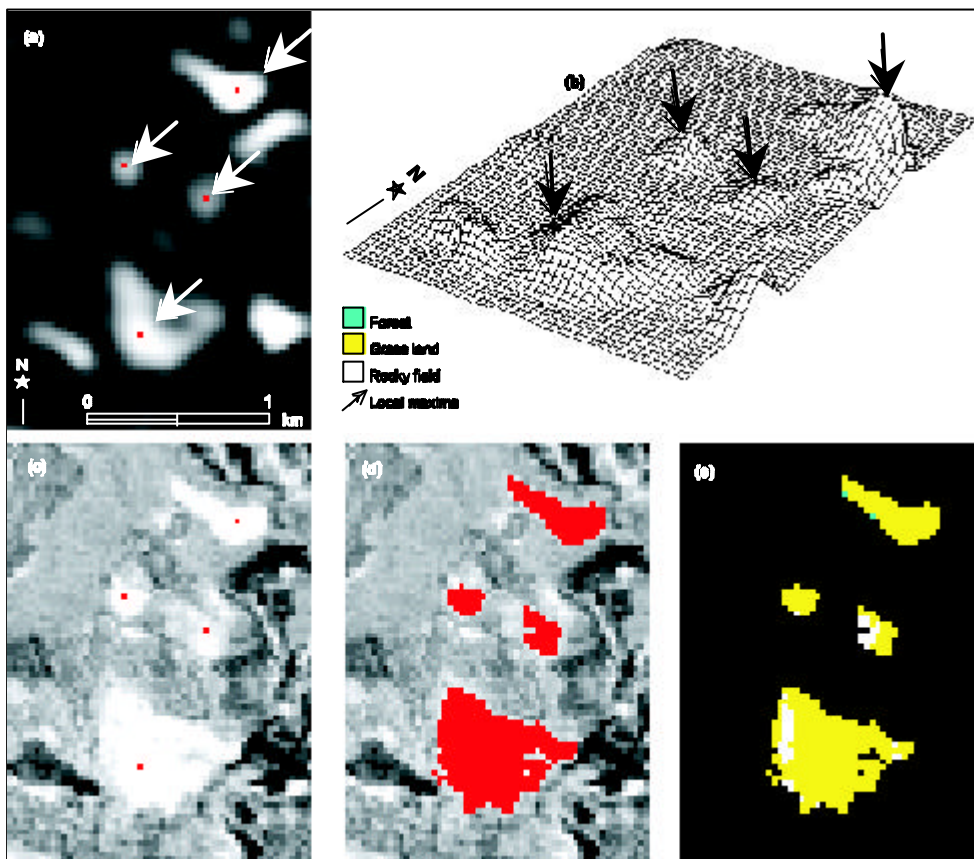 (a)
(b)
N
Forest
Grass land
Rocky field
Local maxima
N
0 1
km
(c)
(d)
(e)